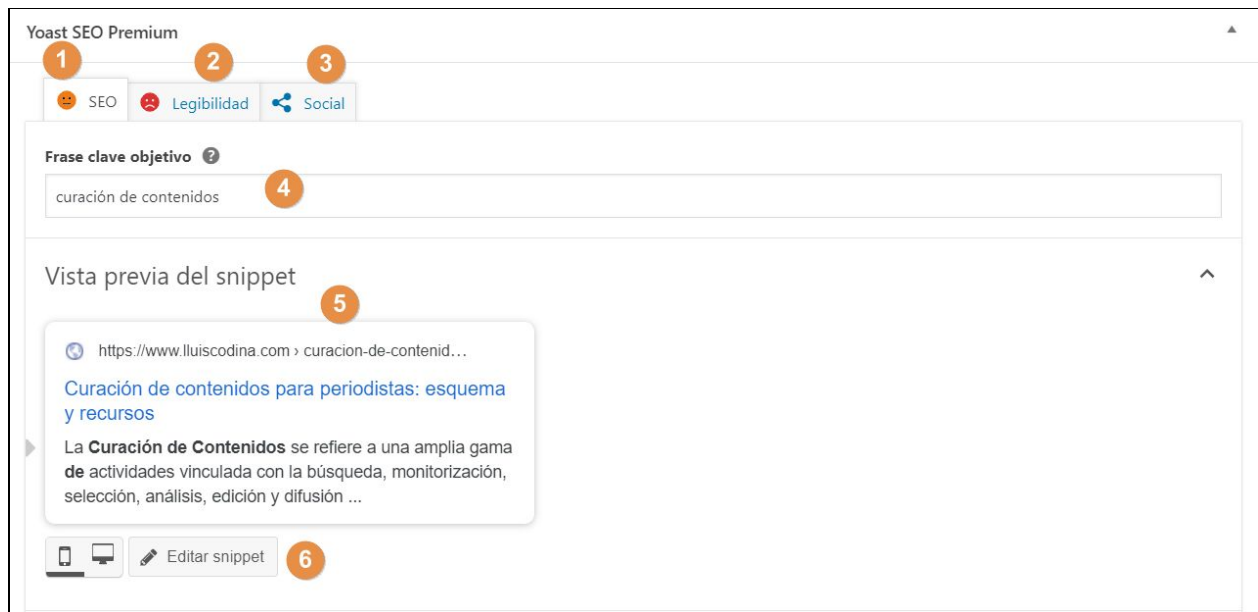 Yoast SEO Premium
1 2 3
SEO Legibilidad Social
Frase clave objetivo ?
curación de contenidos 4
Vista previa del snippet
5
https://www.lluiscodina.com › curacion-de-contenid...
Curación de contenidos para periodistas: esquema
y recursos
La Curación de Contenidos se refiere a una amplia gama
de actividades vinculada con la búsqueda, monitorización,
selección, análisis, edición y difusión ...
Editar snippet 6